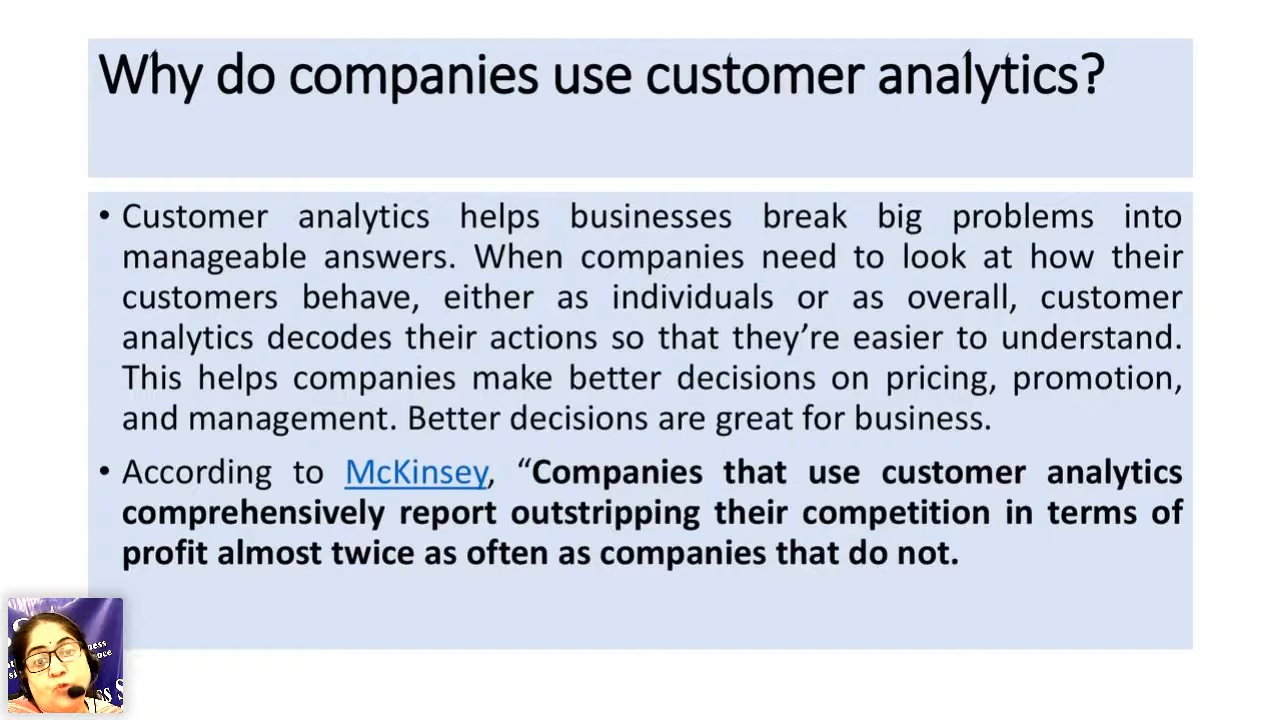 Why do companies use customer analytics?
• Customer analytics helps businesses break big problems into
manageable answers. When companies need to look at how their
customers behave, either as individuals or as overall, customer
analytics decodes their actions so that they’re easier to understand.
This helps companies make better decisions on pricing, promotion,
and management. Better decisions are great for business.
• According to McKinsey, “Companies that use customer analytics
comprehensively report outstripping their competition in terms of
profit almost twice as often as companies that do not.